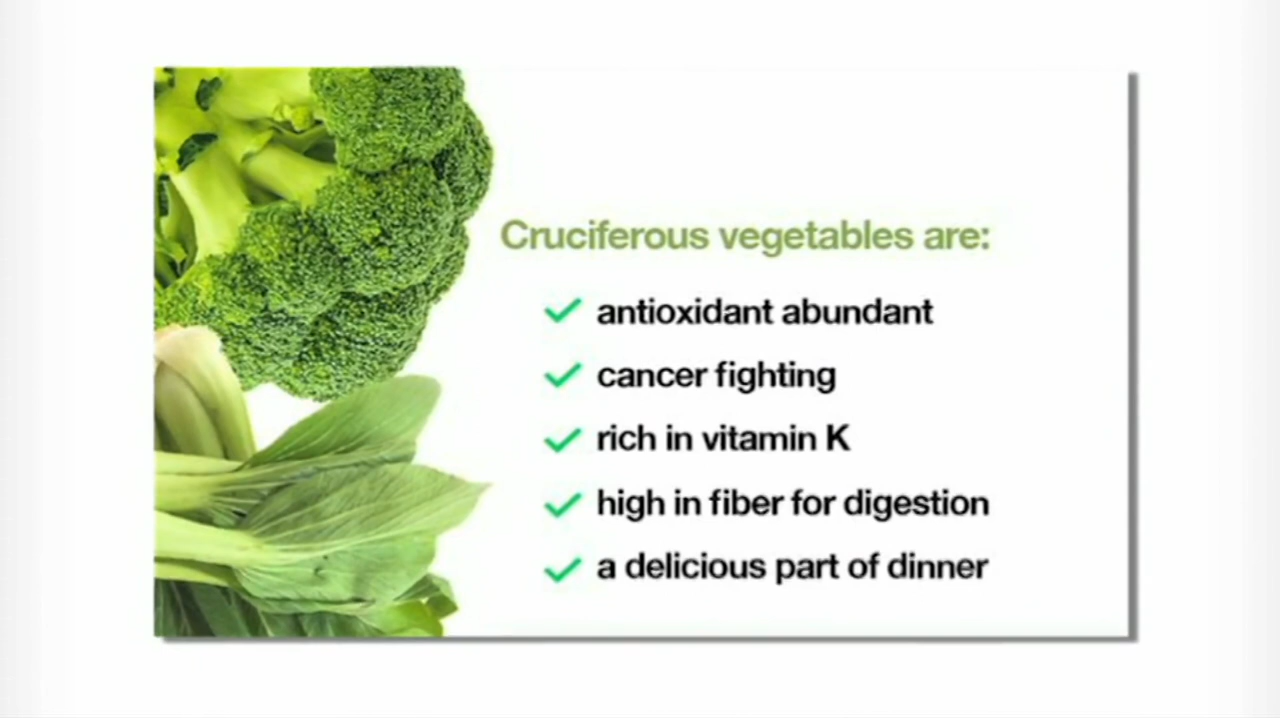 Cruciferous vegetables are:
antioxidant abundant
cancer fighting
rich in vitamin K
high in fiber for digestion
a delicious part of dinner